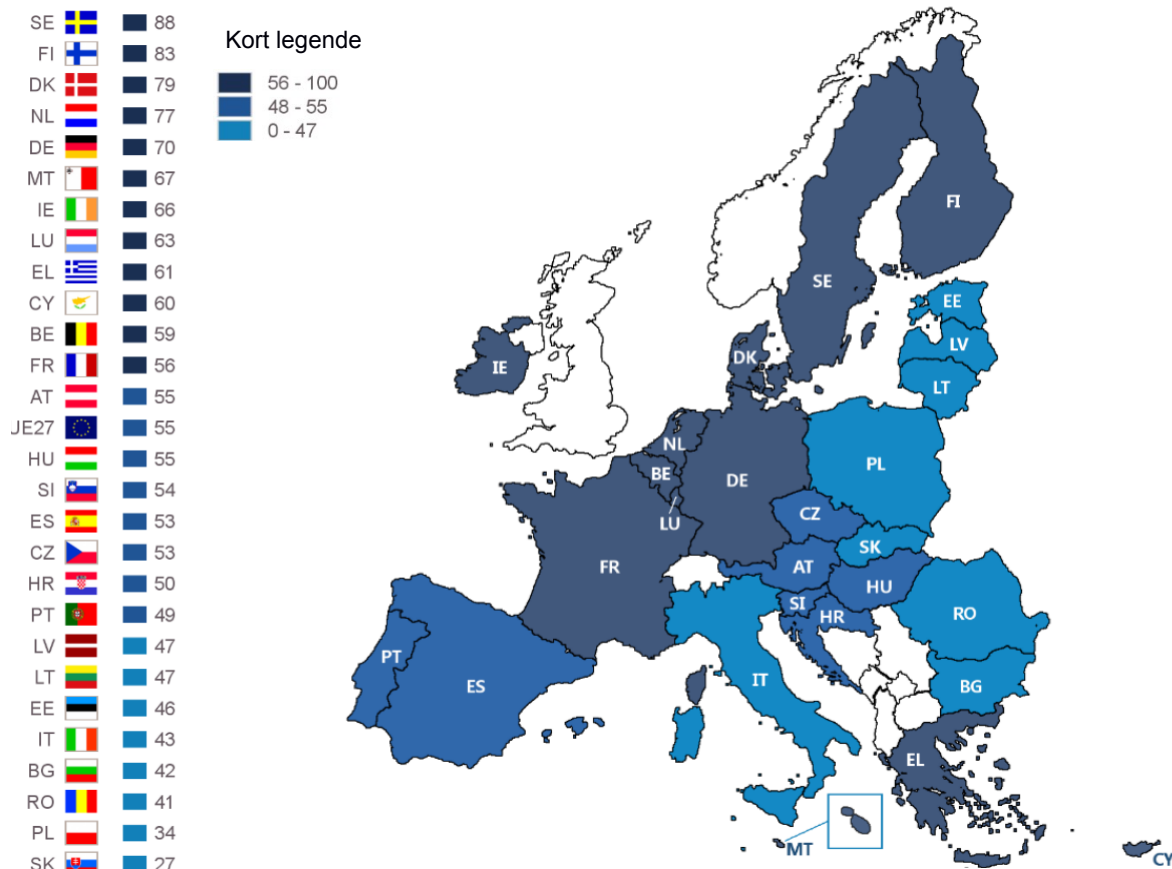 SE 88
FI 83
DK 79
NL 77
DE 70
MT 67
IE 66
LU 63
EL 61
CY 60
BE 59
FR 56
AT 55
JE27 55
HU 55
SI 54
ES 53
CZ 53
HR 50
PT 49
LV 47
LT 47
EE 46
IT 43
BG 42
RO 41
PL 34
SK 27
Kort legende
56 - 100
48 - 55
0 - 47
FI
SE
EE
LV
LT
DK
IE
NL
BE
LU
DE
PL
CZ
SK
FR
AT
HU
SI
HR
RO
PT
ES
IT
BG
EL
MT
CY